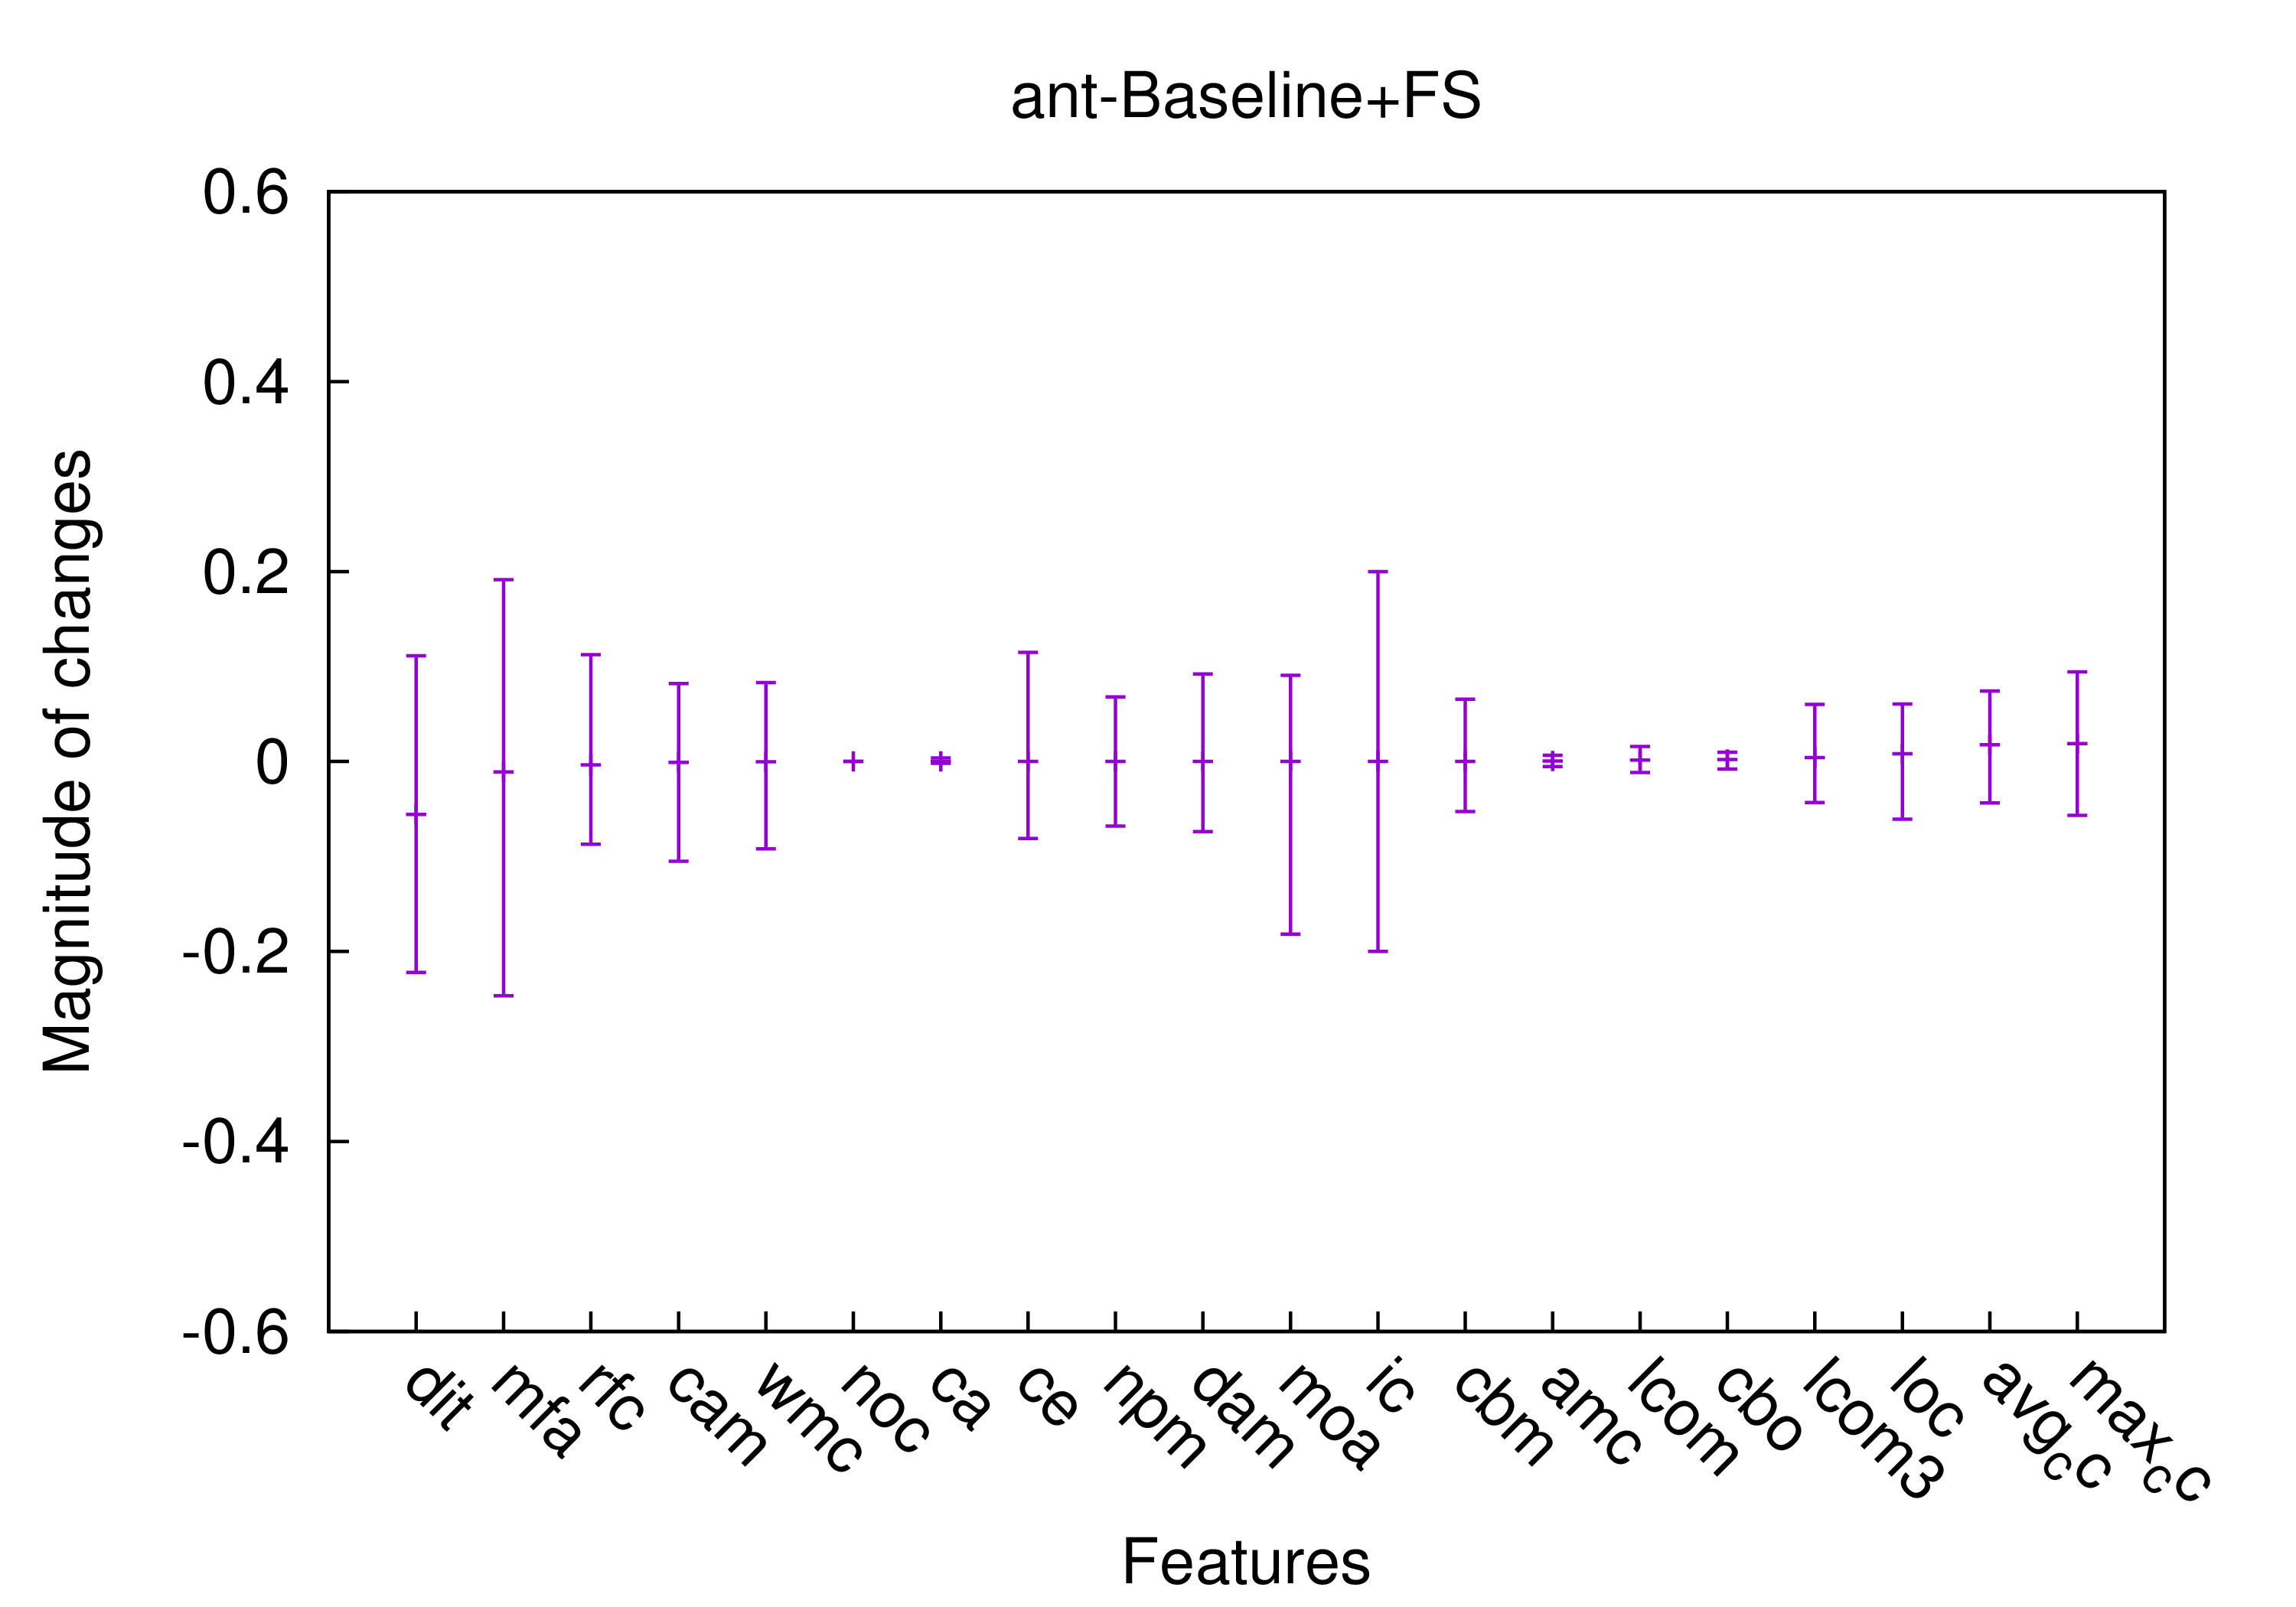 ant-Baseline+FS
0.6
0.4
0.2
0
-0.2
-0.4
-0.6
Magnitude of changes
dit
mfa
rfc
cam
wmc
noc
ca
ce
npm
dam
moa
ic
cbm
amc
lcom
cbo
lcom3
loc
avgcc
maxcc
Features